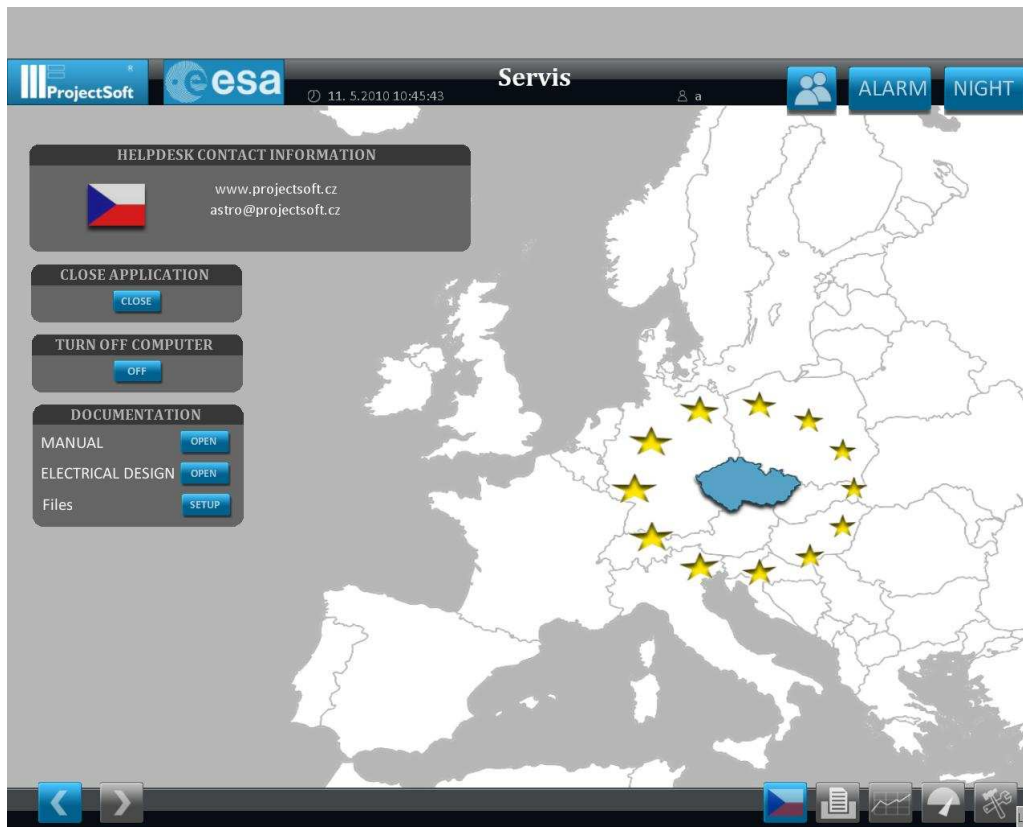 ProjectSoft
®
esa
Servis
11. 5.2010 10:45:43
a
ALARM
NIGHT
HELPDESK CONTACT INFORMATION
www.projectsoft.cz
astro@projectsoft.cz
CLOSE APPLICATION
CLOSE
TURN OFF COMPUTER
OFF
DOCUMENTATION
MANUAL OPEN
ELECTRICAL DESIGN OPEN
Files SETUP